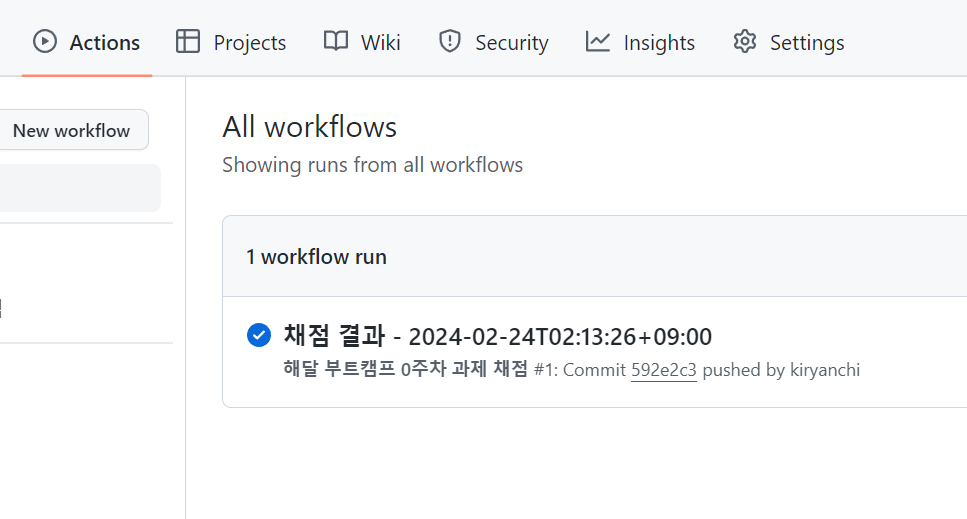 Actions Projects Wiki Security Insights Settings
New workflow
All workflows
Showing runs from all workflows
1 workflow run
채점 결과 - 2024-02-24T02:13:26+09:00
해달 부트캠프 0주차 과제 채점 #1: Commit 592e2c3 pushed by kiryanchi